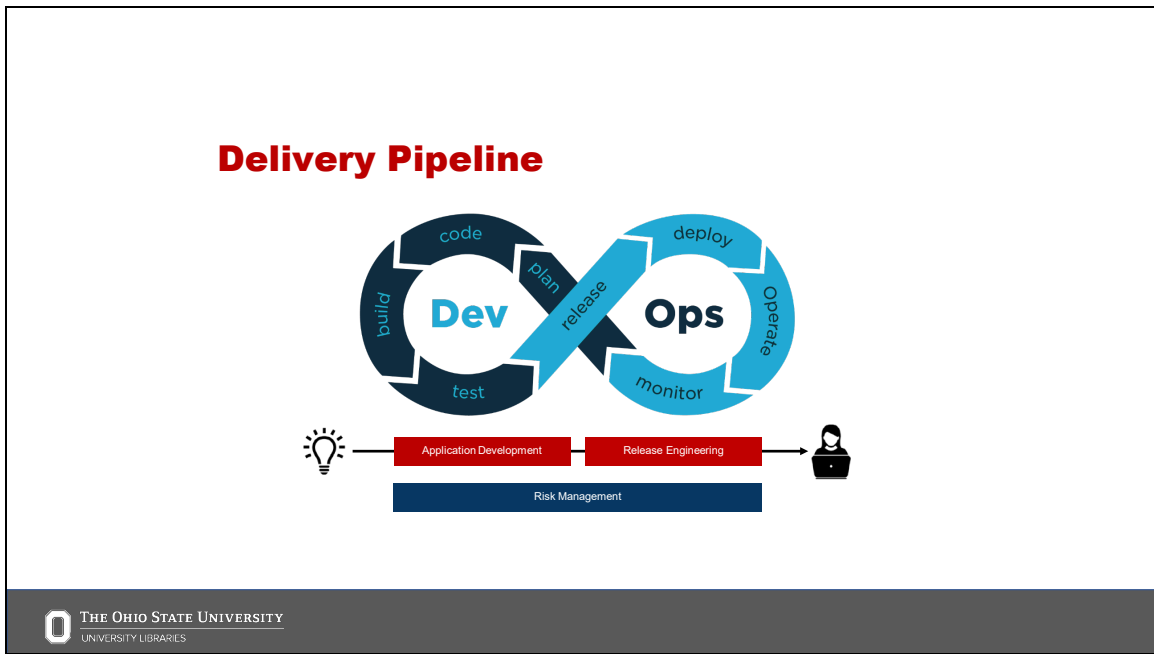 Delivery Pipeline
code
deploy
plan
release
build
Dev
Ops
Operate
test
monitor
Application Development
Release Engineering
Risk Management
THE OHIO STATE UNIVERSITY
UNIVERSITY LIBRARIES